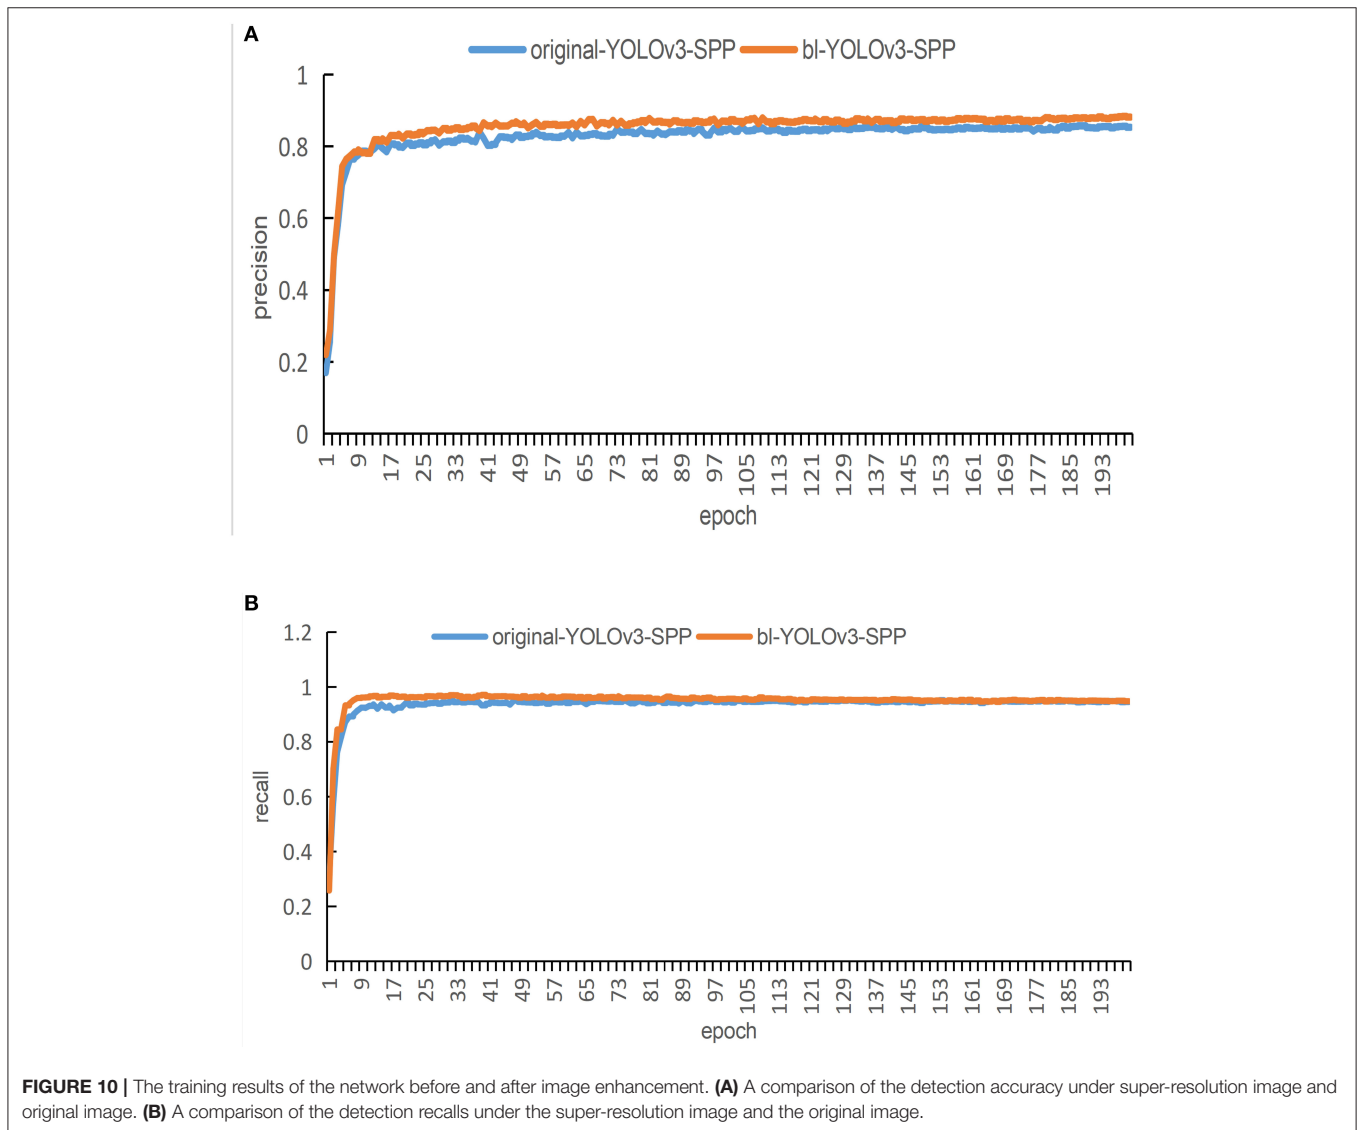 A
original-YOLOv3-SPP bl-YOLOv3-SPP
1
0.8
0.6
0.4
0.2
0
precision
1 9 17 25 33 41 49 57 65 73 81 89 97 105 113 121 129 137 145 153 161 169 177 185 193
epoch
B
original-YOLOv3-SPP bl-YOLOv3-SPP
1.2
1
0.8
0.6
0.4
0.2
0
recall
1 9 17 25 33 41 49 57 65 73 81 89 97 105 113 121 129 137 145 153 161 169 177 185 193
epoch
FIGURE 10 | The training results of the network before and after image enhancement. (A) A comparison of the detection accuracy under super-resolution image and
original image. (B) A comparison of the detection recalls under the super-resolution image and the original image.